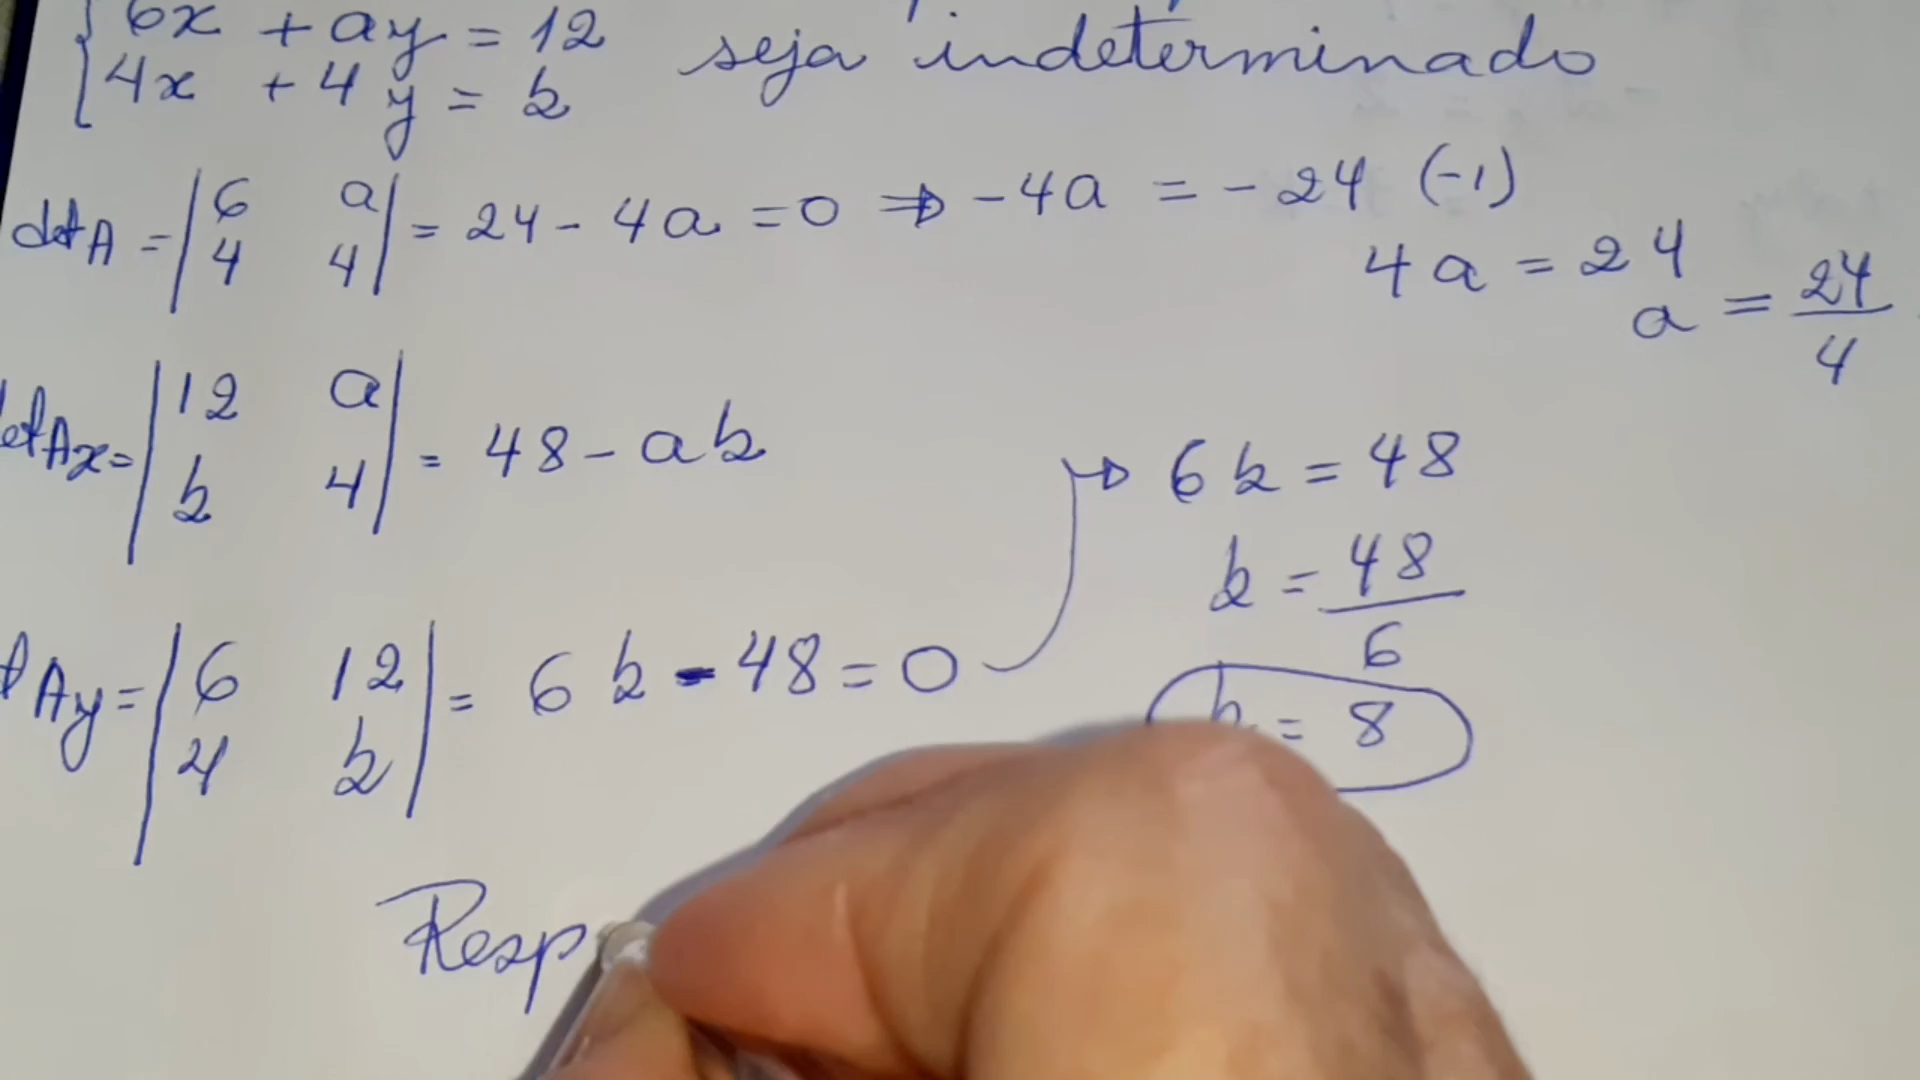 6x + ay = 12
4x + 4y = b
seja indeterminado
detA = |6 a| = 24 - 4a = 0 ⇒ -4a = -24 (-1)
|4 4|
4a = 24
a = 24/4
detAx = |12 a| = 48 - ab
|b 4|
tAy = |6 12| = 6b - 48 = 0 → 6b = 48
|4 b|
b = 48/6
b = 8
Resp